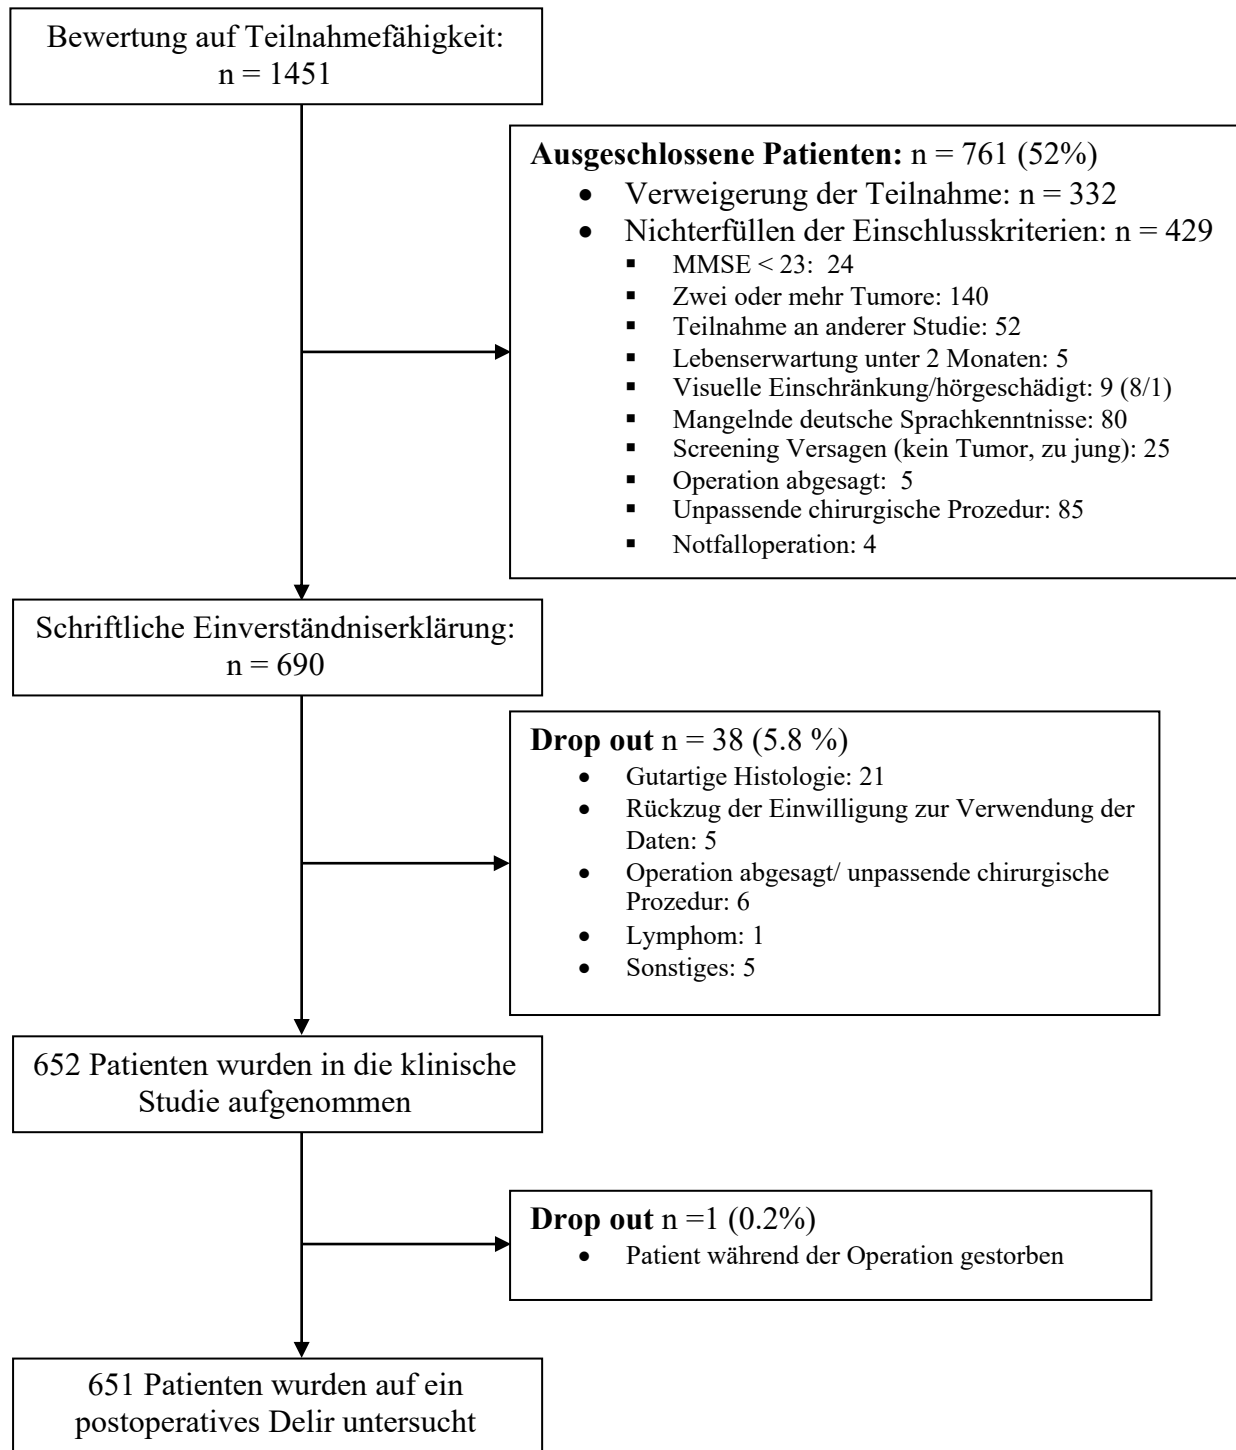 Bewertung auf Teilnahmefähigkeit:
n = 1451
Ausgeschlossene Patienten: n = 761 (52%)
• Verweigerung der Teilnahme: n = 332
• Nichterfüllen der Einschlusskriterien: n = 429
▪ MMSE < 23: 24
▪ Zwei oder mehr Tumore: 140
▪ Teilnahme an anderer Studie: 52
▪ Lebenserwartung unter 2 Monaten: 5
▪ Visuelle Einschränkung/hörgeschädigt: 9 (8/1)
▪ Mangelnde deutsche Sprachkenntnisse: 80
▪ Screening Versagen (kein Tumor, zu jung): 25
▪ Operation abgesagt: 5
▪ Unpassende chirurgische Prozedur: 85
▪ Notfalloperation: 4
Schriftliche Einverständniserklärung:
n = 690
Drop out n = 38 (5.8 %)
• Gutartige Histologie: 21
• Rückzug der Einwilligung zur Verwendung der
Daten: 5
• Operation abgesagt/ unpassende chirurgische
Prozedur: 6
• Lymphom: 1
• Sonstiges: 5
652 Patienten wurden in die klinische
Studie aufgenommen
Drop out n =1 (0.2%)
• Patient während der Operation gestorben
651 Patienten wurden auf ein
postoperatives Delir untersucht